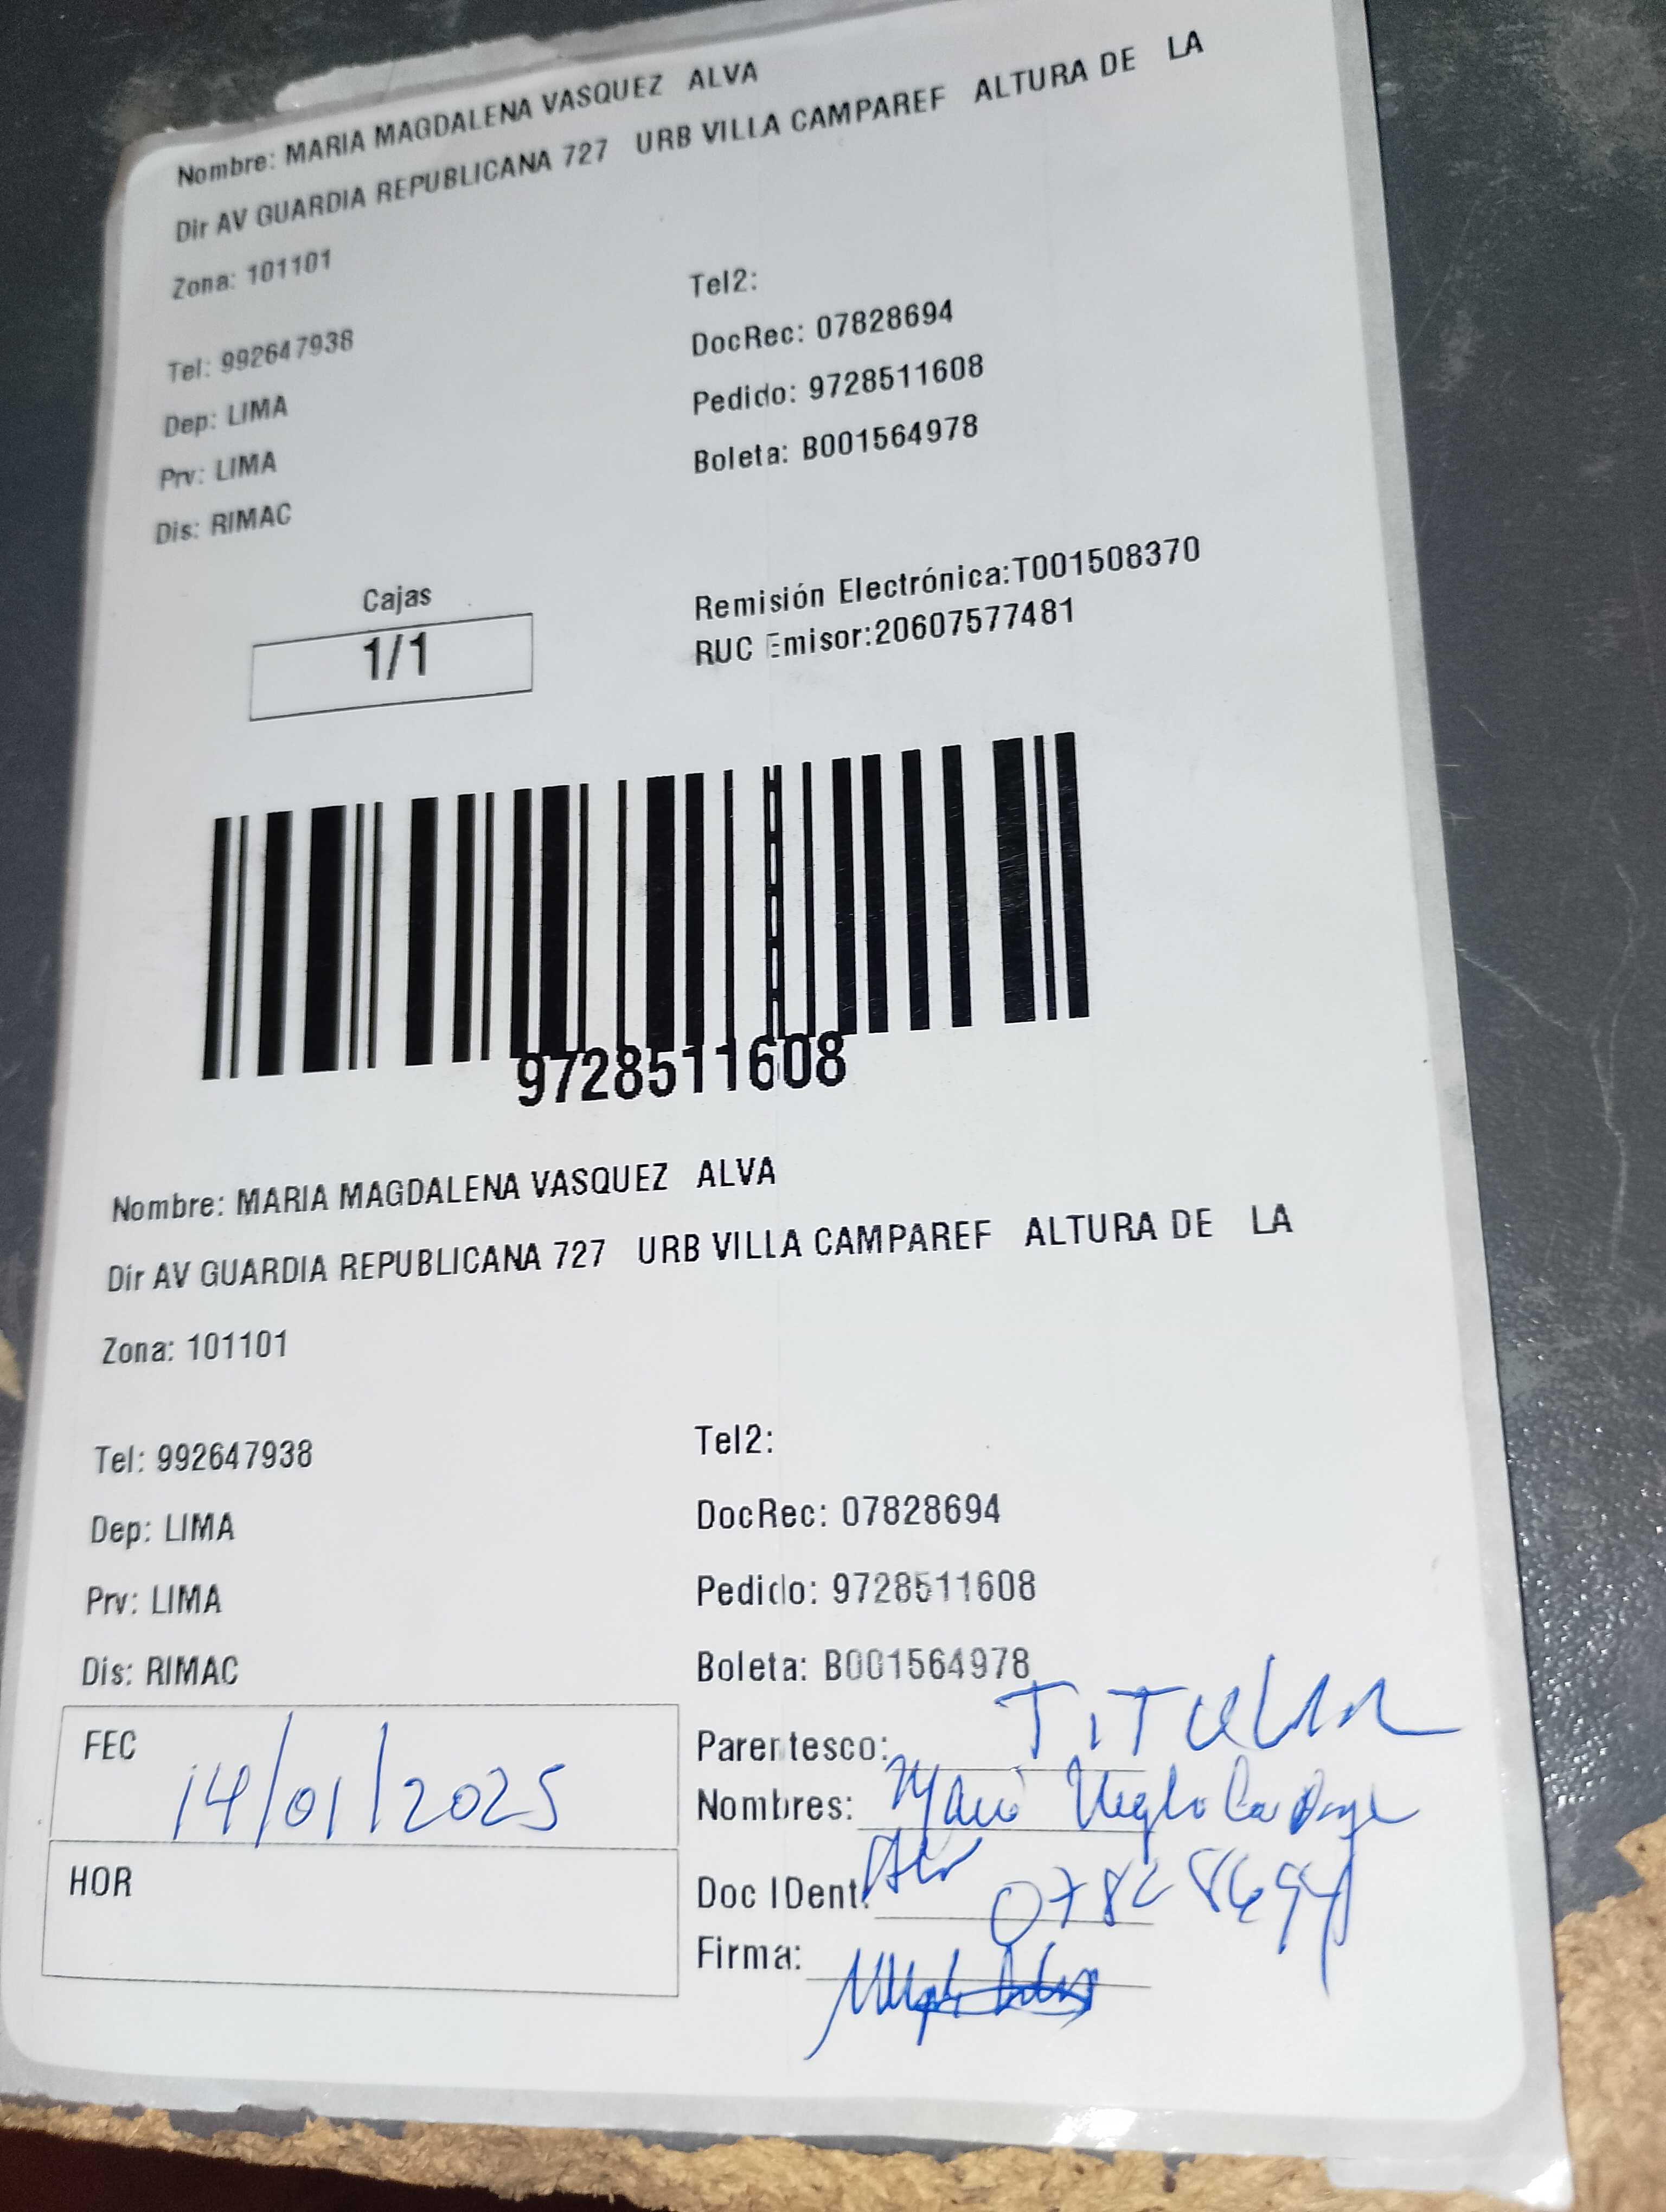 Nombre: MARIA MAGDALENA VASQUEZ ALVA
Dir AV GUARDIA REPUBLICANA 727 URB VILLA CAMPAREF ALTURA DE LA
Zona: 101101
Tel: 992647938
Dep: LIMA
Prv: LIMA
Dis: RIMAC
Tel2:
DocRec: 07828694
Pedido: 9728511608
Boleta: B001564978
Cajas
1/1
Remisión Electrónica:T001508370
RUC Emisor:20607577481
9728511608
Nombre: MARIA MAGDALENA VASQUEZ ALVA
Dir AV GUARDIA REPUBLICANA 727 URB VILLA CAMPAREF ALTURA DE LA
Zona: 101101
Tel: 992647938
Dep: LIMA
Prv: LIMA
Dis: RIMAC
Tel2:
DocRec: 07828694
Pedido: 9728511608
Boleta: B001564978
FEC
14/01/2025
HOR
Parentesco: TITULAR
Nombres:
Doc IDent: 07828694
Firma: